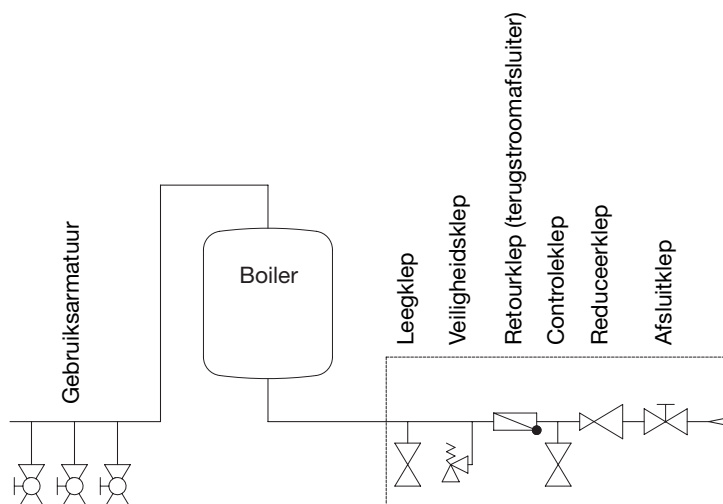 Gebruiksarmatuur
Boiler
Leegklep
Veiligheidsklep
Retourklep (terugstroomafsluiter)
Controleklep
Reduceerklep
Afsluitklep